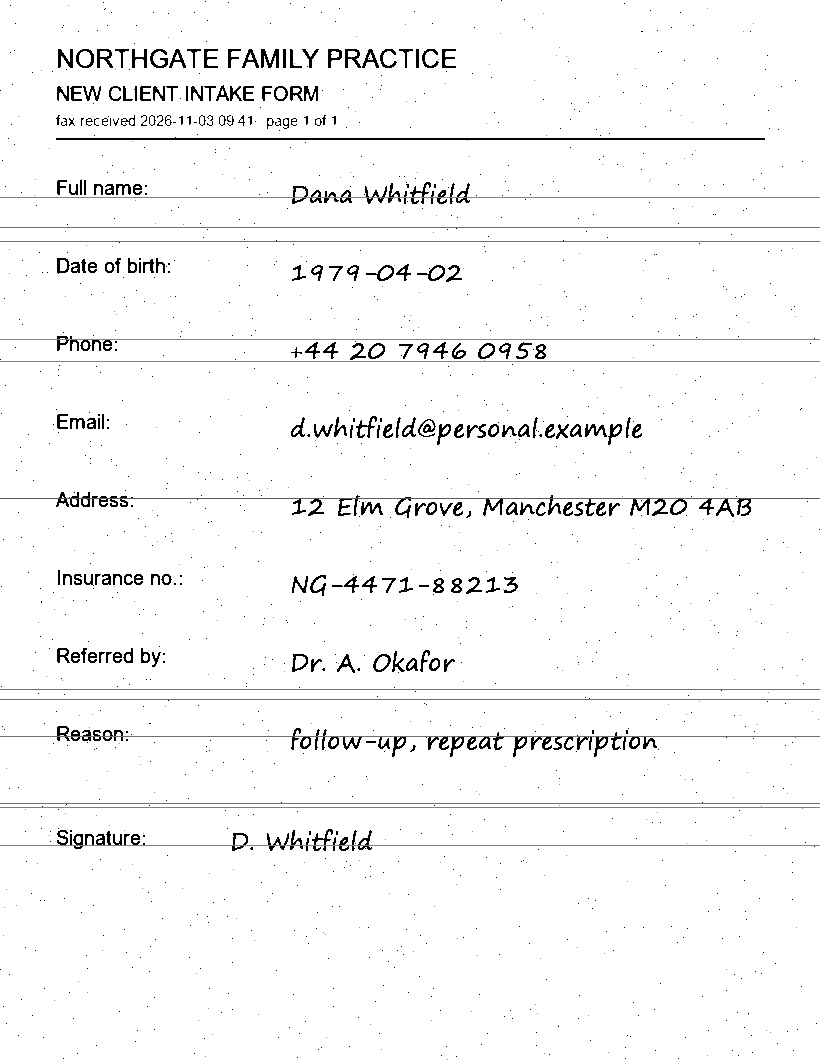 NORTHGATE FAMILY PRACTICE
NEW CLIENT INTAKE FORM
fax received 2026-11-03 09:41 page 1 of 1
Full name: Dana Whitfield
Date of birth: 1979-04-02
Phone: +44 20 7946 0958
Email: d.whitfield@personal.example
Address: 12 Elm Grove, Manchester M20 4AB
Insurance no.: NG-4471-88213
Referred by: Dr. A. Okafor
Reason: follow-up, repeat prescription
Signature: D. Whitfield